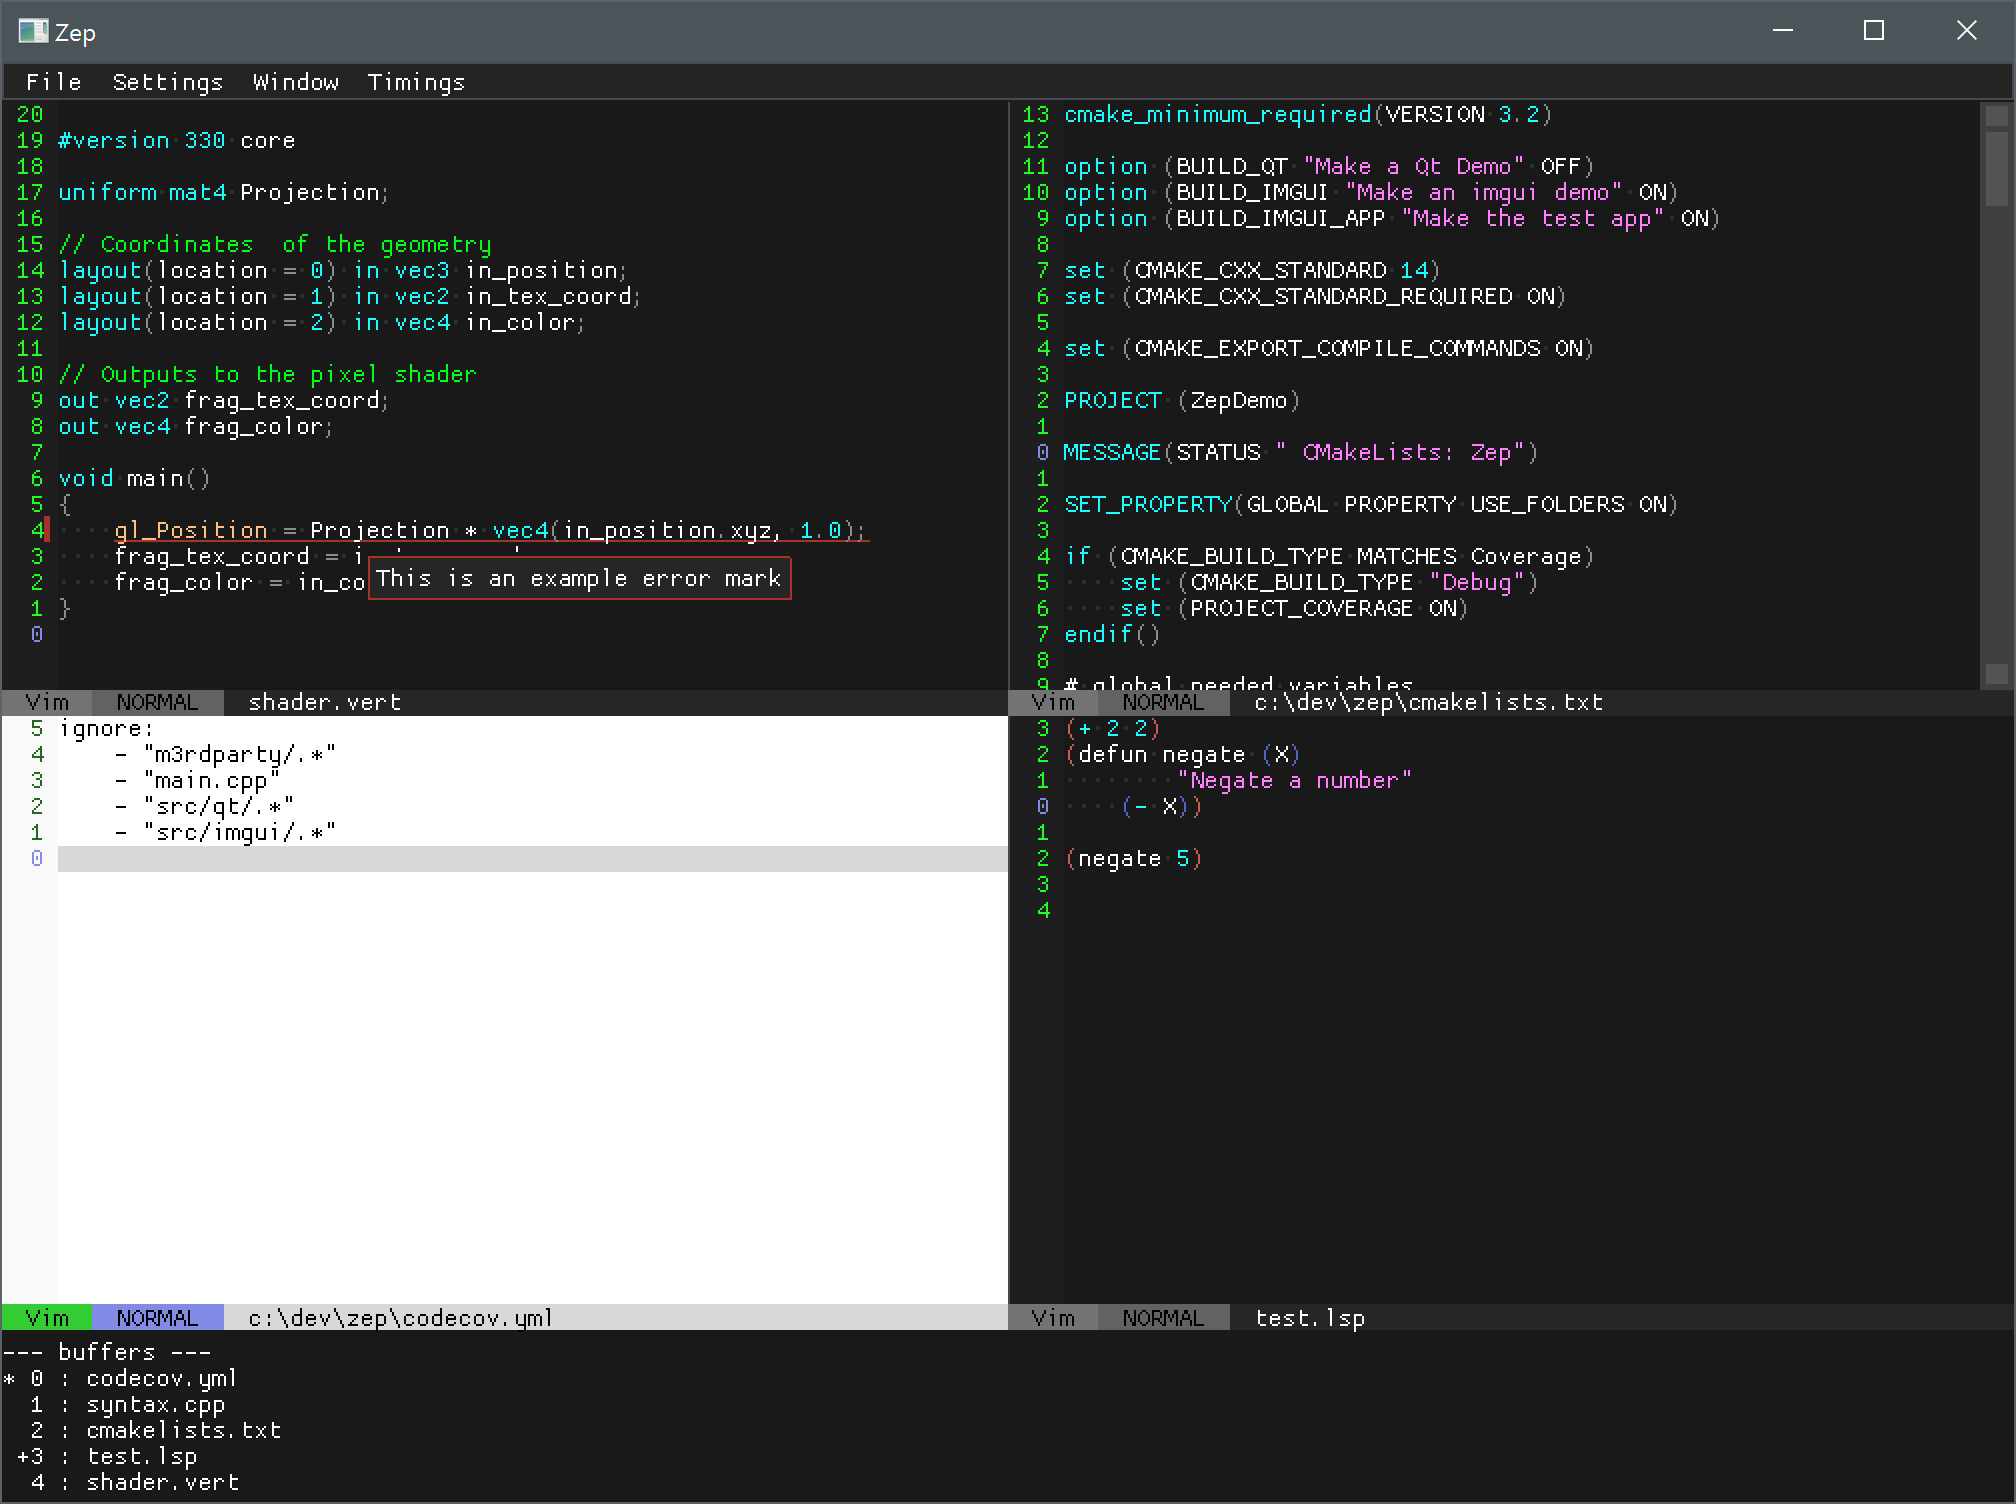 Zep
File Settings Window Timings
20
19 #version 330 core
18
17 uniform mat4 Projection;
16
15 // Coordinates  of the geometry
14 layout(location = 0) in vec3 in_position;
13 layout(location = 1) in vec2 in_tex_coord;
12 layout(location = 2) in vec4 in_color;
11
10 // Outputs to the pixel shader
9 out vec2 frag_tex_coord;
8 out vec4 frag_color;
7
6 void main()
5 {
4 gl_Position = Projection * vec4(in_position.xyz, 1.0);
3 frag_tex_coord = i
2 frag_color = in_co
This is an example error mark
1 }
0
Vim NORMAL shader.vert
13 cmake_minimum_required(VERSION 3.2)
12
11 option (BUILD_QT "Make a Qt Demo" OFF)
10 option (BUILD_IMGUI "Make an imgui demo" ON)
9 option (BUILD_IMGUI_APP "Make the test app" ON)
8
7 set (CMAKE_CXX_STANDARD 14)
6 set (CMAKE_CXX_STANDARD_REQUIRED ON)
5
4 set (CMAKE_EXPORT_COMPILE_COMMANDS ON)
3
2 PROJECT (ZepDemo)
1
0 MESSAGE(STATUS " CMakeLists: Zep")
1
2 SET_PROPERTY(GLOBAL PROPERTY USE_FOLDERS ON)
3
4 if (CMAKE_BUILD_TYPE MATCHES Coverage)
5 set (CMAKE_BUILD_TYPE "Debug")
6 set (PROJECT_COVERAGE ON)
7 endif()
8
9 # global needed variables
Vim NORMAL c:\dev\zep\cmakelists.txt
5 ignore:
4 - "m3rdparty/.*"
3 - "main.cpp"
2 - "src/qt/.*"
1 - "src/imgui/.*"
0
Vim NORMAL c:\dev\zep\codecov.yml
3 (+ 2 2)
2 (defun negate (X)
1 "Negate a number"
0 (- X))
1
2 (negate 5)
3
4
Vim NORMAL test.lsp
--- buffers ---
* 0 : codecov.yml
1 : syntax.cpp
2 : cmakelists.txt
+3 : test.lsp
4 : shader.vert